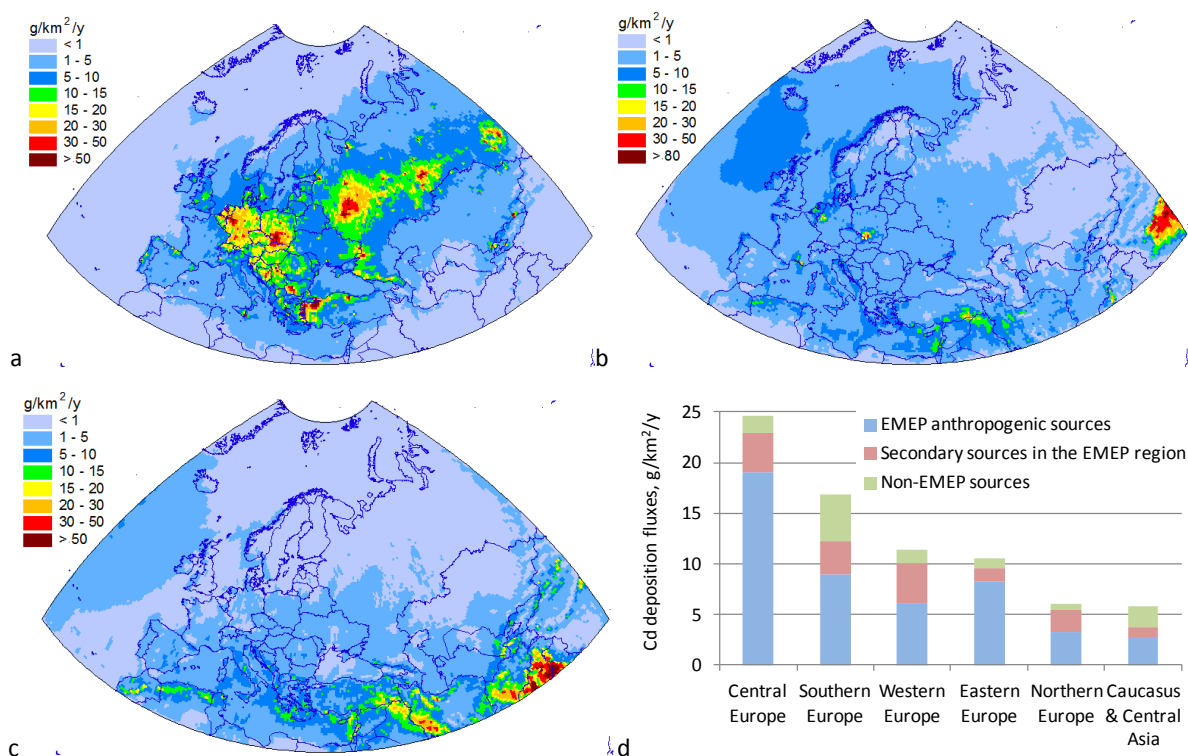 g/km²/y
< 1
1 - 5
5 - 10
10 - 15
15 - 20
20 - 30
30 - 50
> 50
a
g/km²/y
< 1
1 - 5
5 - 10
10 - 15
15 - 20
20 - 30
30 - 50
> 80
b
g/km²/y
< 1
1 - 5
5 - 10
10 - 15
15 - 20
20 - 30
30 - 50
> 50
c
Cd deposition fluxes, g/km²/y
25
20
15
10
5
0
EMEP anthropogenic sources
Secondary sources in the EMEP region
Non-EMEP sources
Central
Europe
Southern
Europe
Western
Europe
Eastern
Europe
Northern
Europe
Caucasus
& Central
Asia
d